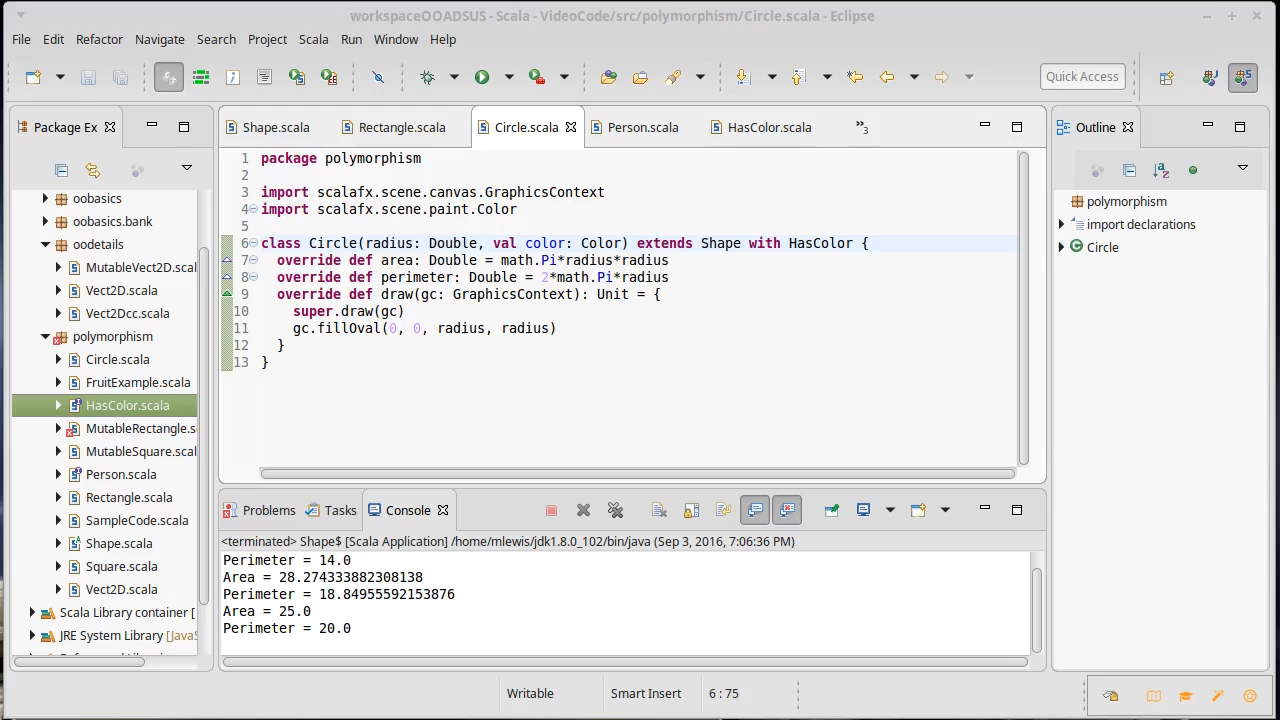 workspaceOOADSUS - Scala - VideoCode/src/polymorphism/Circle.scala - Eclipse
File Edit Refactor Navigate Search Project Scala Run Window Help
Quick Access
Package Ex
Shape.scala Rectangle.scala Circle.scala Person.scala HasColor.scala »3
Outline
oobasics
oobasics.bank
oodetails
MutableVect2D.scal
Vect2D.scala
Vect2Dcc.scala
polymorphism
Circle.scala
FruitExample.scala
HasColor.scala
MutableRectangle.s
MutableSquare.scal
Person.scala
Rectangle.scala
SampleCode.scala
Shape.scala
Square.scala
Vect2D.scala
Scala Library container [
JRE System Library [JavaS
1 package polymorphism
2
3 import scalafx.scene.canvas.GraphicsContext
4 import scalafx.scene.paint.Color
5
6 class Circle(radius: Double, val color: Color) extends Shape with HasColor {
7   override def area: Double = math.Pi*radius*radius
8   override def perimeter: Double = 2*math.Pi*radius
9   override def draw(gc: GraphicsContext): Unit = {
10     super.draw(gc)
11     gc.fillOval(0, 0, radius, radius)
12   }
13 }
polymorphism
import declarations
Circle
Problems Tasks Console
<terminated> Shape$ [Scala Application] /home/mlewis/jdk1.8.0_102/bin/java (Sep 3, 2016, 7:06:36 PM)
Perimeter = 14.0
Area = 28.274333882308138
Perimeter = 18.84955592153876
Area = 25.0
Perimeter = 20.0
Writable Smart Insert 6 : 75